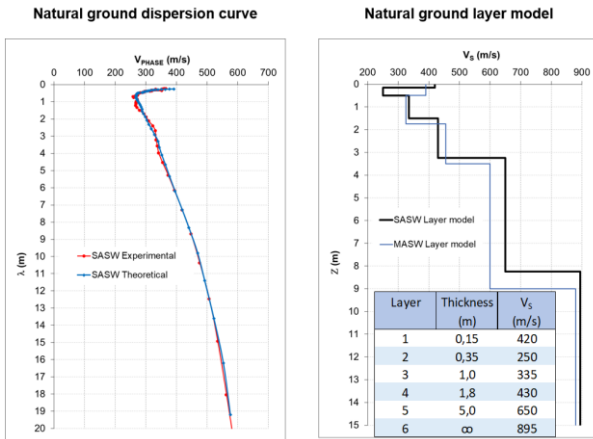 Natural ground dispersion curve
V_PHASE (m/s)
0 100 200 300 400 500 600 700
0
1
2
3
4
5
6
7
8
9
10
11
12
13
14
15
16
17
18
19
20
λ (m)
SASW Experimental
SASW Theoretical
Natural ground layer model
V_S (m/s)
200 300 400 500 600 700 800 900
0
1
2
3
4
5
6
7
8
9
10
11
12
13
14
15
Z (m)
SASW Layer model
MASW Layer model
Layer Thickness V_S
(m) (m/s)
1 0,15 420
2 0,35 250
3 1,0 335
4 1,8 430
5 5,0 650
6 ∞ 895